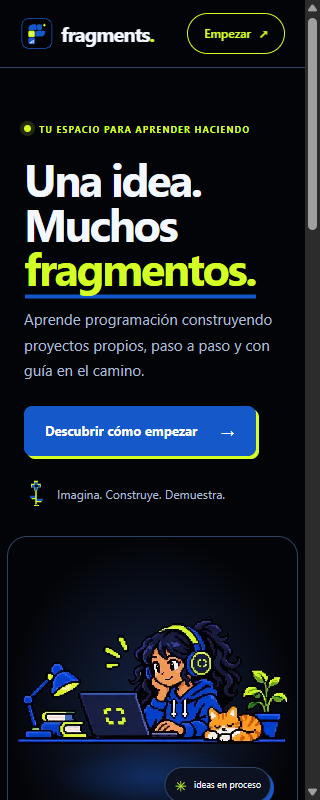 fragments.
Empezar ↗
TU ESPACIO PARA APRENDER HACIENDO
Una idea.
Muchos
fragmentos.
Aprende programación construyendo
proyectos propios, paso a paso y con
guía en el camino.
Descubrir cómo empezar →
Imagina. Construye. Demuestra.
ideas en proceso